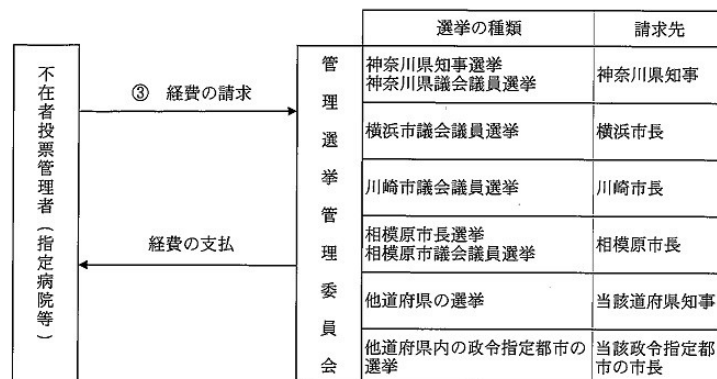 選挙の種類
請求先
不在者投票管理者（指定病院等）
③　経費の請求
経費の支払
管理選挙管理委員会
神奈川県知事選挙
神奈川県議会議員選挙
神奈川県知事
横浜市議会議員選挙
横浜市長
川崎市議会議員選挙
川崎市長
相模原市長選挙
相模原市議会議員選挙
相模原市長
他道府県の選挙
当該道府県知事
他道府県内の政令指定都市の
選挙
当該政令指定都
市の市長